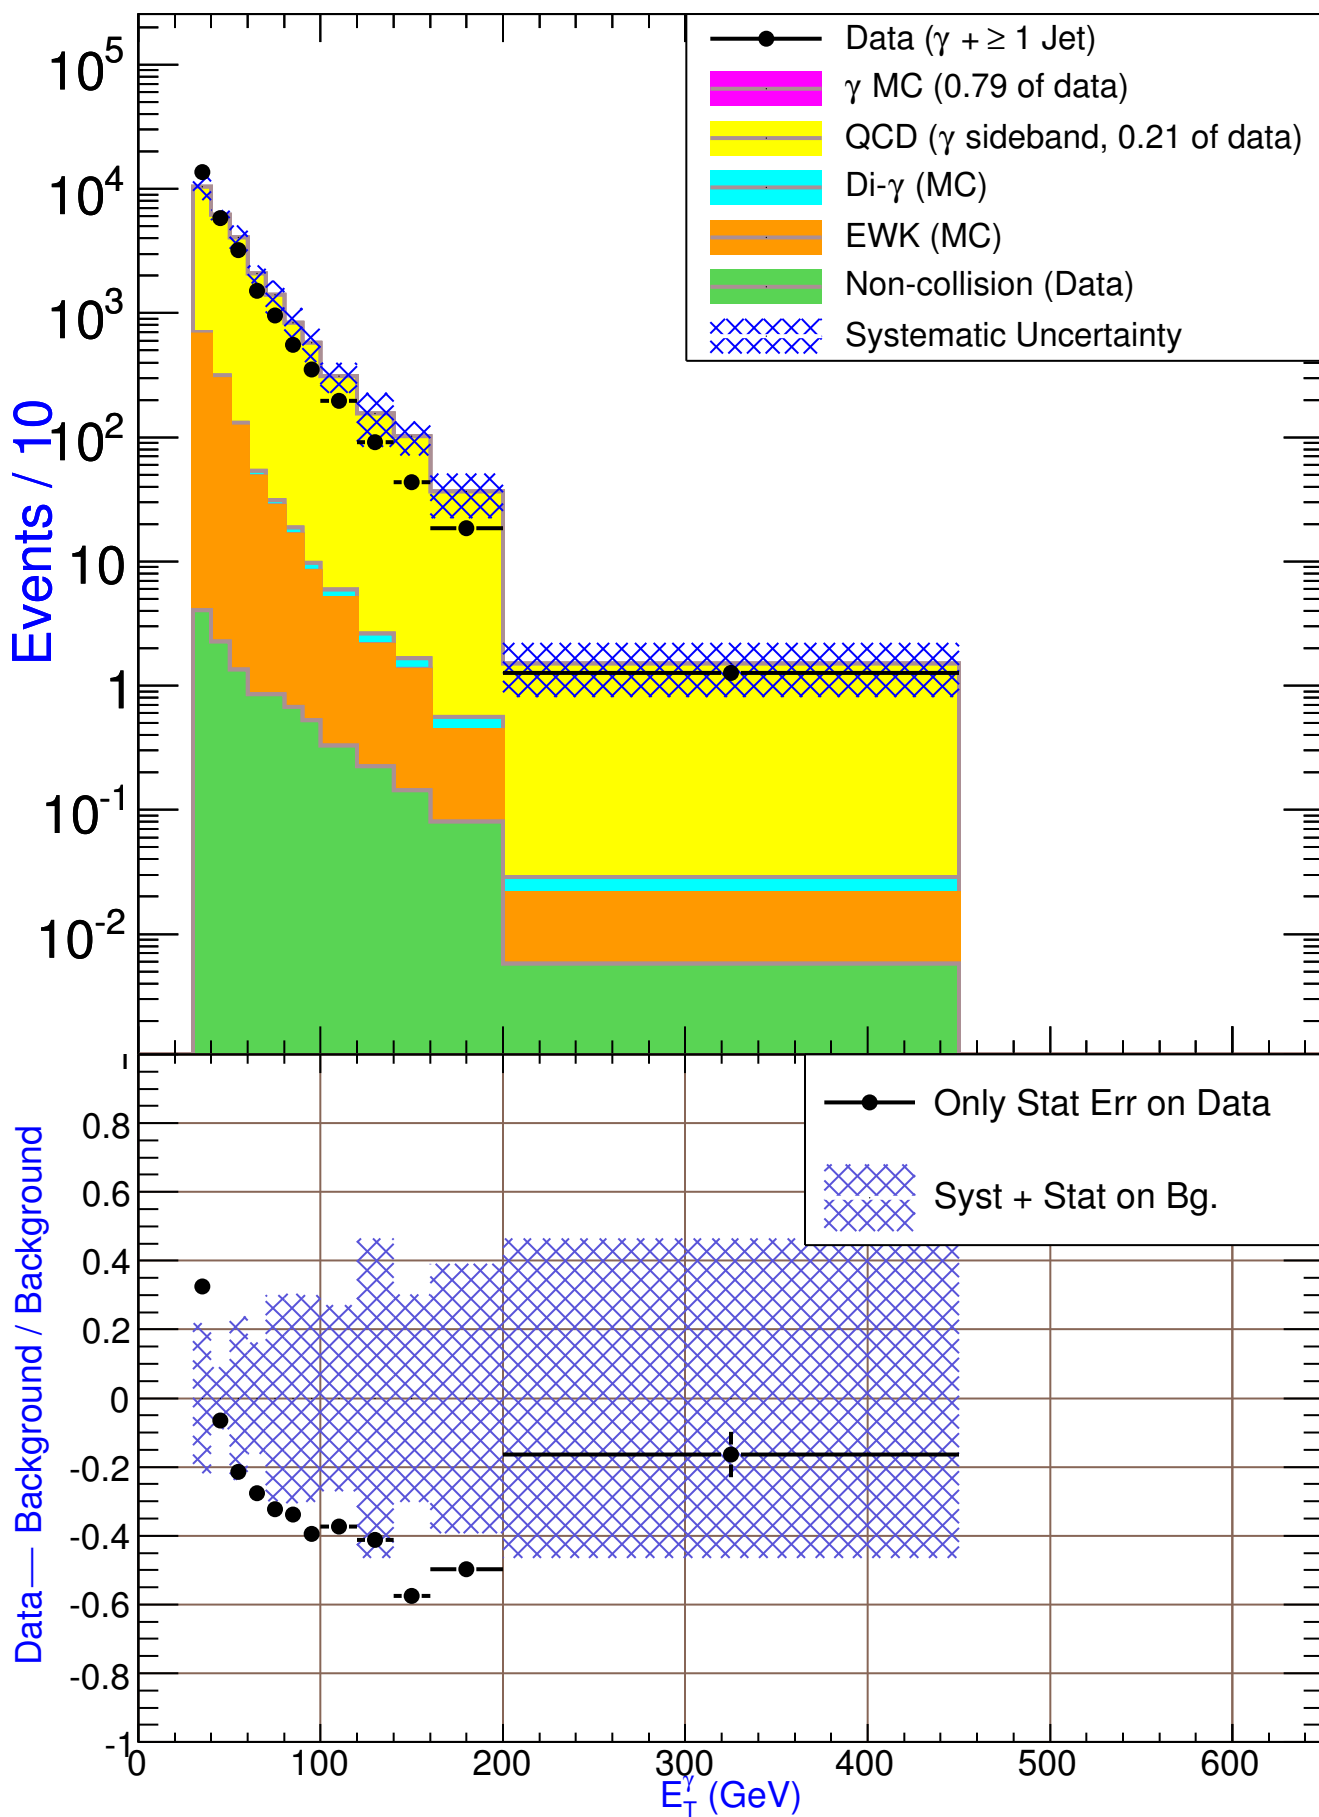 Data (γ + ≥ 1 Jet)
γ MC (0.79 of data)
QCD (γ sideband, 0.21 of data)
Di-γ (MC)
EWK (MC)
Non-collision (Data)
Systematic Uncertainty
Events / 10
10^5
10^4
10^3
10^2
10
1
10^-1
10^-2
Only Stat Err on Data
Syst + Stat on Bg.
Data— Background / Background
0.8
0.6
0.4
0.2
0
-0.2
-0.4
-0.6
-0.8
-1
0 100 200 300 400 500 600
E_T^γ (GeV)